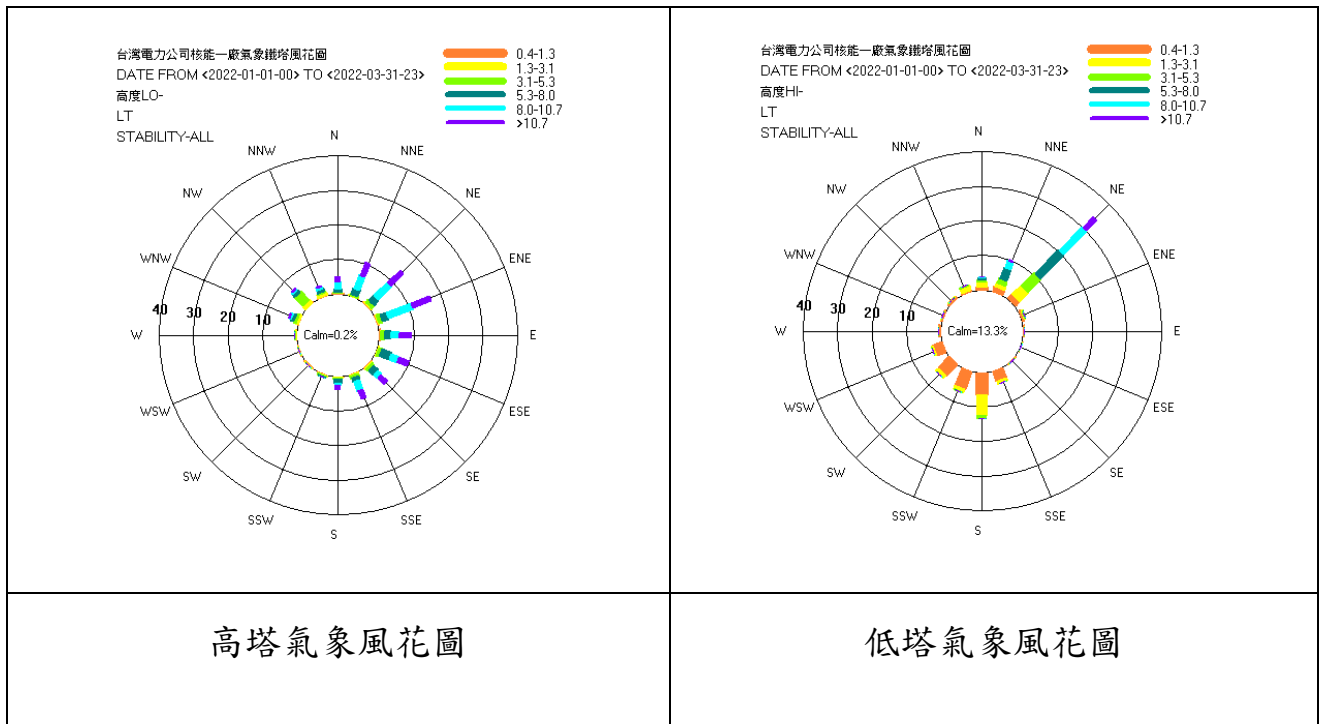 台灣電力公司核能一廠氣象鐵塔風花圖
DATE FROM <2022-01-01-00> TO <2022-03-31-23>
高度LO-
LT
STABILITY-ALL
0.4-1.3
1.3-3.1
3.1-5.3
5.3-8.0
8.0-10.7
>10.7
N
NNW
NNE
NW
NE
WNW
ENE
40
30
20
10
W
Calm=0.2%
E
WSW
ESE
SW
SE
SSW
SSE
S
高塔氣象風花圖
台灣電力公司核能一廠氣象鐵塔風花圖
DATE FROM <2022-01-01-00> TO <2022-03-31-23>
高度HI-
LT
STABILITY-ALL
0.4-1.3
1.3-3.1
3.1-5.3
5.3-8.0
8.0-10.7
>10.7
N
NNW
NNE
NW
NE
WNW
ENE
40
30
20
10
W
Calm=13.3%
E
WSW
ESE
SW
SE
SSW
SSE
S
低塔氣象風花圖